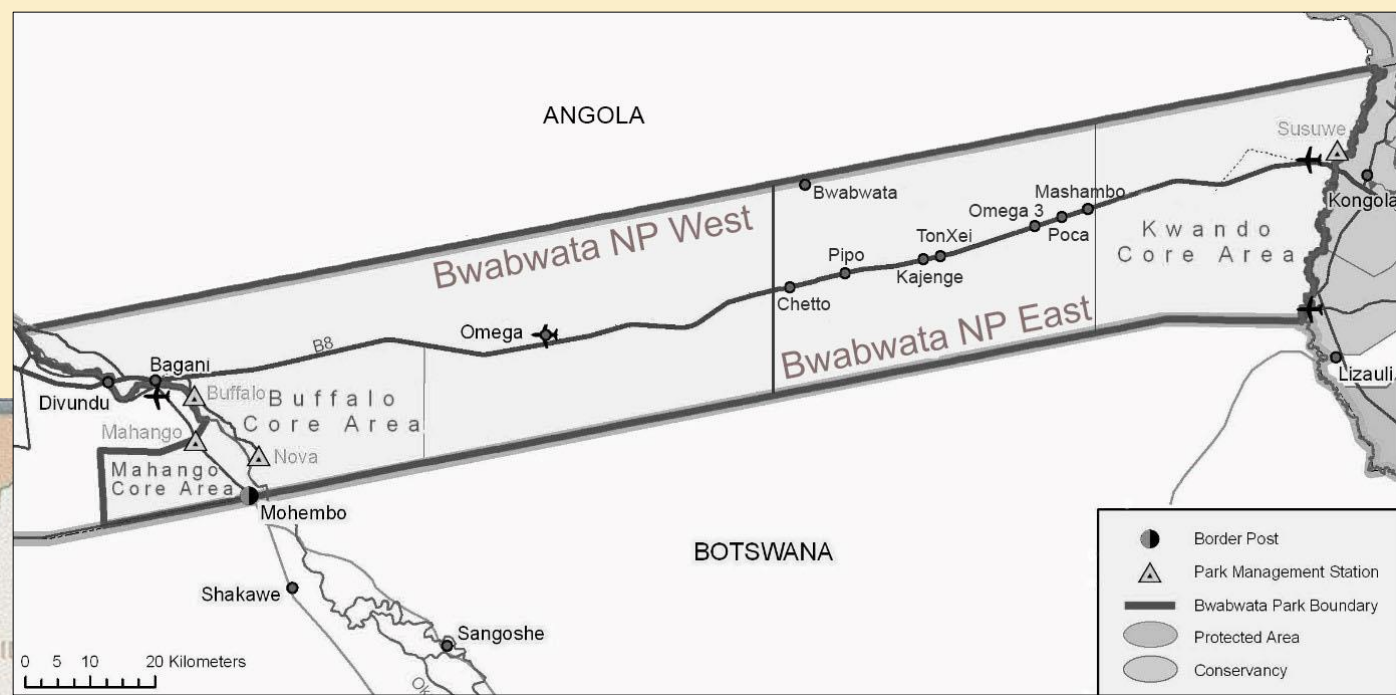 ANGOLA
Susuwe
Bwabwata
Kongola
Mashambo
Omega 3
Poca
Kwando
Core Area
TonXei
Kajenge
Pipo
Chetto
Bwabwata NP West
Bwabwata NP East
Omega
B8
Bagani
Divundu
Buffalo
Buffalo
Core Area
Mahango
Nova
Mahango
Core Area
Mohembo
Lizauli
BOTSWANA
Shakawe
Sangoshe
Ok
0 5 10 20 Kilometers
Border Post
Park Management Station
Bwabwata Park Boundary
Protected Area
Conservancy